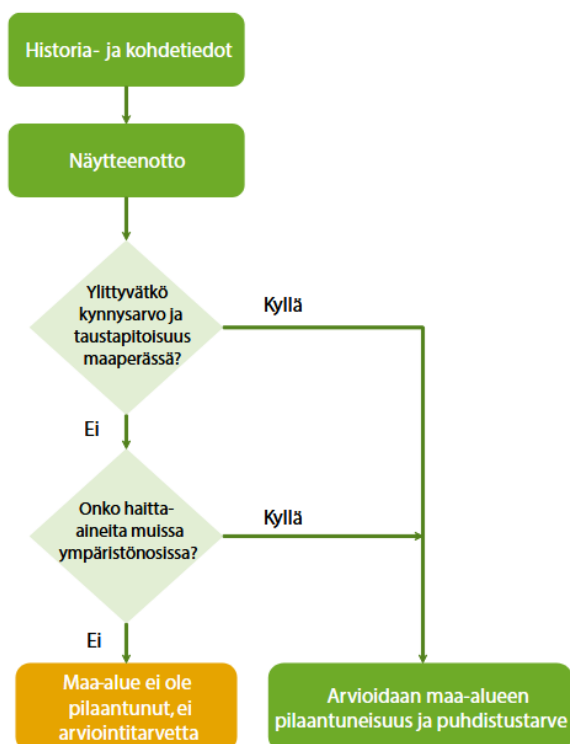 Historia- ja kohdetiedot
Näytteenotto
Ylittyvätkö
kynnysarvo ja
taustapitoisuus
maaperässä?
Kyllä
Ei
Onko haitta-
aineita muissa
ympäristönosissa?
Kyllä
Ei
Maa-alue ei ole
pilaantunut, ei
arviointitarvetta
Arvioidaan maa-alueen
pilaantuneisuus ja puhdistustarve